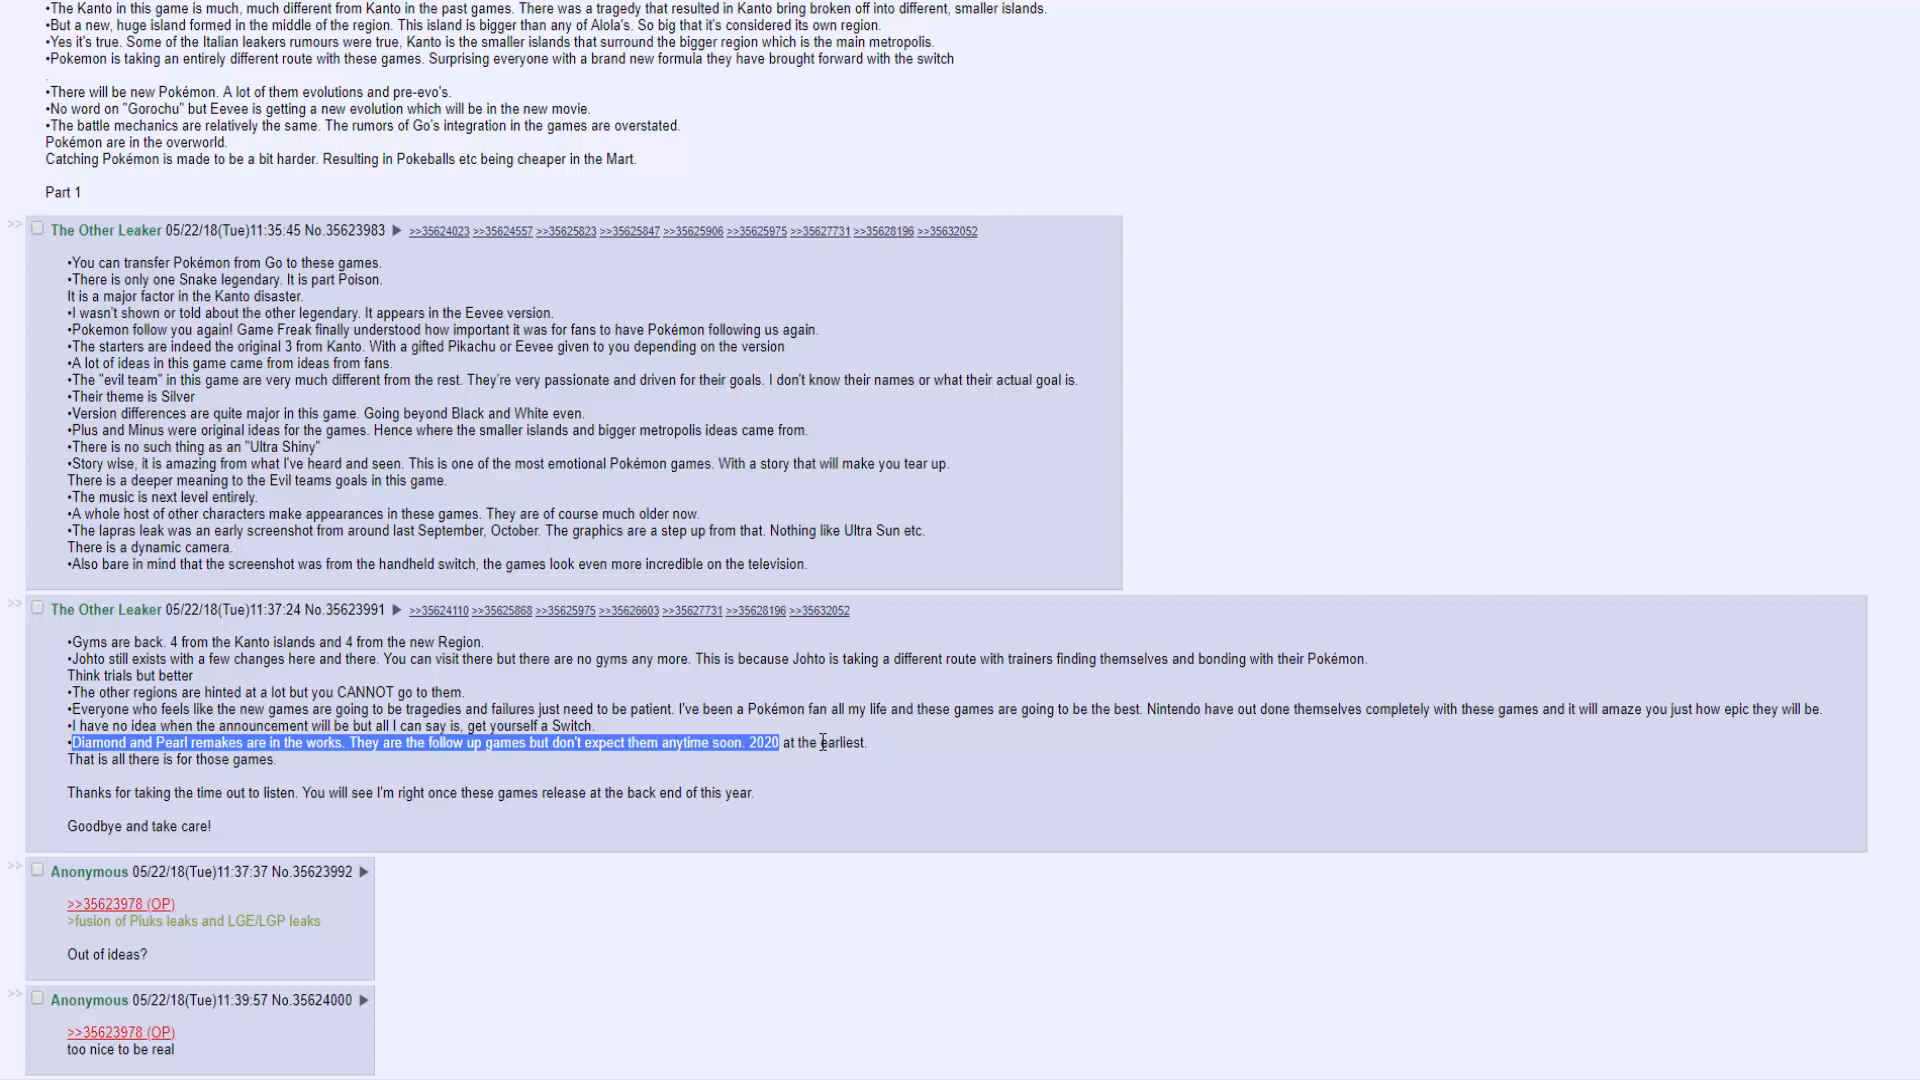 •The Kanto in this game is much, much different from Kanto in the past games. There was a tragedy that resulted in Kanto bring broken off into different, smaller islands.
•But a new, huge island formed in the middle of the region. This island is bigger than any of Alola's. So big that it's considered its own region.
•Yes it's true. Some of the Italian leakers rumours were true, Kanto is the smaller islands that surround the bigger region which is the main metropolis.
•Pokemon is taking an entirely different route with these games. Surprising everyone with a brand new formula they have brought forward with the switch
.
•There will be new Pokémon. A lot of them evolutions and pre-evo's.
•No word on "Gorochu" but Eevee is getting a new evolution which will be in the new movie.
•The battle mechanics are relatively the same. The rumors of Go's integration in the games are overstated.
Pokémon are in the overworld.
Catching Pokémon is made to be a bit harder. Resulting in Pokeballs etc being cheaper in the Mart.
Part 1
>> The Other Leaker 05/22/18(Tue)11:35:45 No.35623983 ▶ >>35624023 >>35624557 >>35625823 >>35625847 >>35625906 >>35625975 >>35627731 >>35628196 >>35632052
•You can transfer Pokémon from Go to these games.
•There is only one Snake legendary. It is part Poison.
It is a major factor in the Kanto disaster.
•I wasn't shown or told about the other legendary. It appears in the Eevee version.
•Pokemon follow you again! Game Freak finally understood how important it was for fans to have Pokémon following us again.
•The starters are indeed the original 3 from Kanto. With a gifted Pikachu or Eevee given to you depending on the version
•A lot of ideas in this game came from ideas from fans.
•The "evil team" in this game are very much different from the rest. They're very passionate and driven for their goals. I don't know their names or what their actual goal is.
•Their theme is Silver
•Version differences are quite major in this game. Going beyond Black and White even.
•Plus and Minus were original ideas for the games. Hence where the smaller islands and bigger metropolis ideas came from.
•There is no such thing as an "Ultra Shiny"
•Story wise, it is amazing from what I've heard and seen. This is one of the most emotional Pokémon games. With a story that will make you tear up.
There is a deeper meaning to the Evil teams goals in this game.
•The music is next level entirely.
•A whole host of other characters make appearances in these games. They are of course much older now.
•The lapras leak was an early screenshot from around last September, October. The graphics are a step up from that. Nothing like Ultra Sun etc.
There is a dynamic camera.
•Also bare in mind that the screenshot was from the handheld switch, the games look even more incredible on the television.
>> The Other Leaker 05/22/18(Tue)11:37:24 No.35623991 ▶ >>35624110 >>35625868 >>35625975 >>35626603 >>35627731 >>35628196 >>35632052
•Gyms are back. 4 from the Kanto islands and 4 from the new Region.
•Johto still exists with a few changes here and there. You can visit there but there are no gyms any more. This is because Johto is taking a different route with trainers finding themselves and bonding with their Pokémon.
Think trials but better
•The other regions are hinted at a lot but you CANNOT go to them.
•Everyone who feels like the new games are going to be tragedies and failures just need to be patient. I've been a Pokémon fan all my life and these games are going to be the best. Nintendo have out done themselves completely with these games and it will amaze you just how epic they will be.
•I have no idea when the announcement will be but all I can say is, get yourself a Switch.
•Diamond and Pearl remakes are in the works. They are the follow up games but don't expect them anytime soon. 2020 at the earliest.
That is all there is for those games.
Thanks for taking the time out to listen. You will see I'm right once these games release at the back end of this year.
Goodbye and take care!
>> Anonymous 05/22/18(Tue)11:37:37 No.35623992 ▶
>>35623978 (OP)
>fusion of Piuks leaks and LGE/LGP leaks
Out of ideas?
>> Anonymous 05/22/18(Tue)11:39:57 No.35624000 ▶
>>35623978 (OP)
too nice to be real